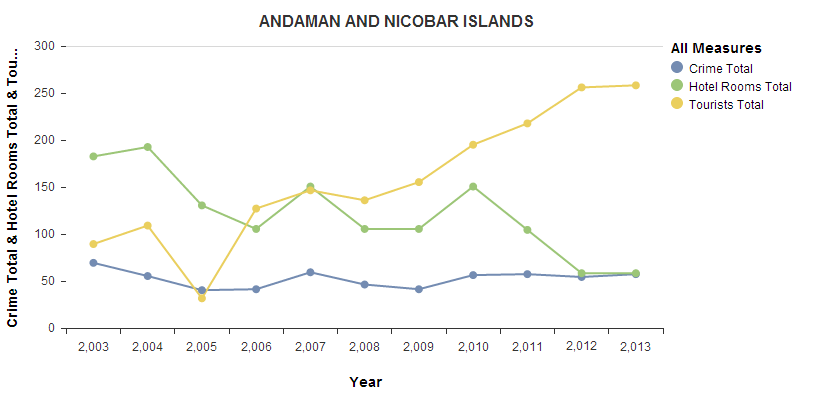 ANDAMAN AND NICOBAR ISLANDS
Crime Total & Hotel Rooms Total & Tou...
300
250
200
150
100
50
0
2,003 2,004 2,005 2,006 2,007 2,008 2,009 2,010 2,011 2,012 2,013
Year
All Measures
Crime Total
Hotel Rooms Total
Tourists Total